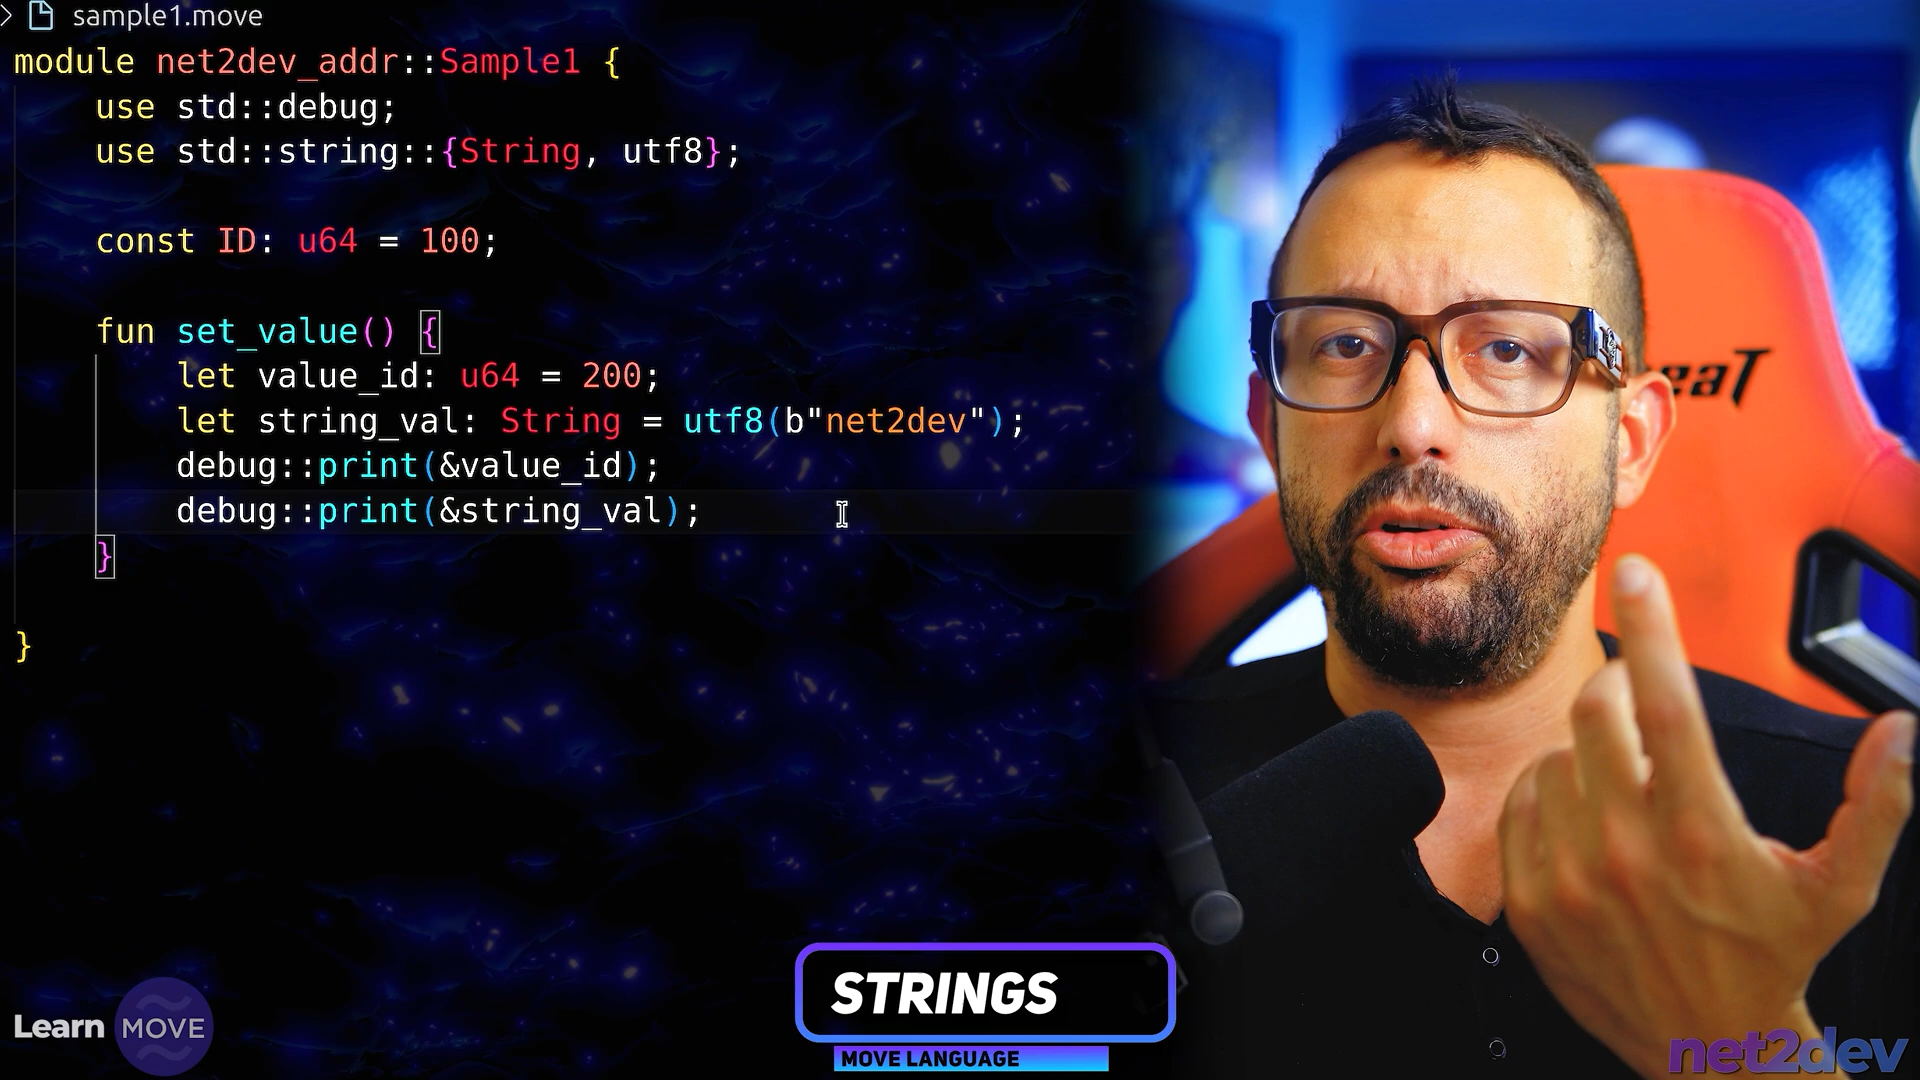 sample1.move
module net2dev_addr::Sample1 {
    use std::debug;
    use std::string::{String, utf8};
    const ID: u64 = 100;
    fun set_value() {
        let value_id: u64 = 200;
        let string_val: String = utf8(b"net2dev");
        debug::print(&value_id);
        debug::print(&string_val);
    }
}
eaT
STRINGS
MOVE LANGUAGE
Learn MOVE
net2dev